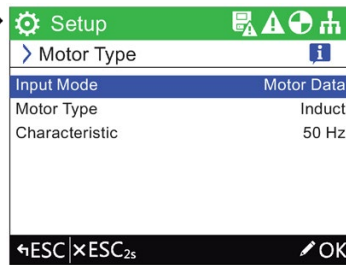 Setup
Motor Type
Input Mode Motor Data
Motor Type Induct
Characteristic 50 Hz
ESC ESC2s OK